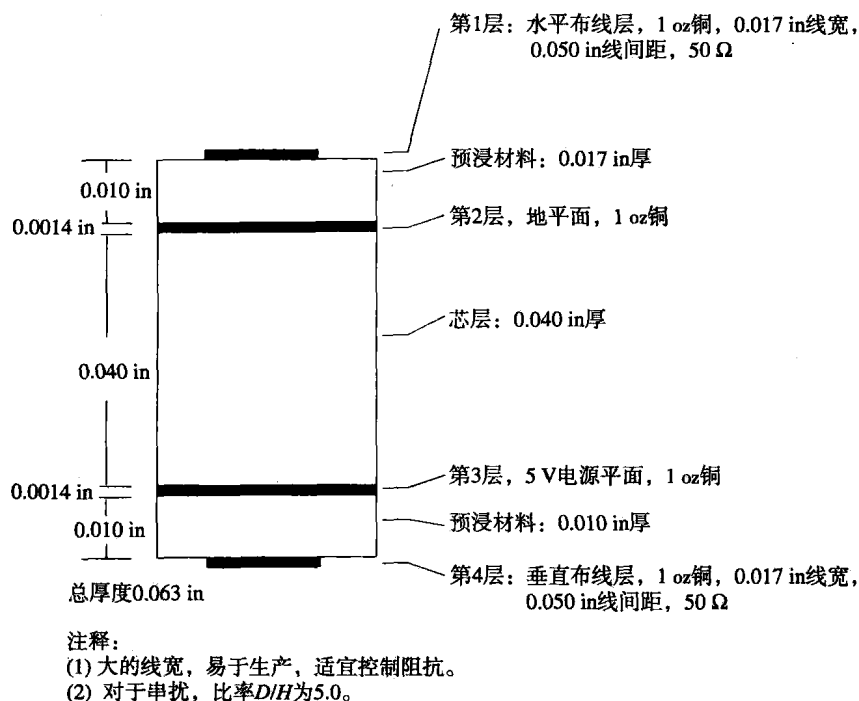 第1层：水平布线层，1 oz铜，0.017 in线宽，
0.050 in线间距，50 Ω
预浸材料：0.017 in厚
0.010 in
0.0014 in
第2层，地平面，1 oz铜
芯层：0.040 in厚
0.040 in
第3层，5 V电源平面，1 oz铜
0.0014 in
预浸材料：0.010 in厚
0.010 in
第4层：垂直布线层，1 oz铜，0.017 in线宽，
0.050 in线间距，50 Ω
总厚度0.063 in
注释：
(1) 大的线宽，易于生产，适宜控制阻抗。
(2) 对于串扰，比率D/H为5.0。